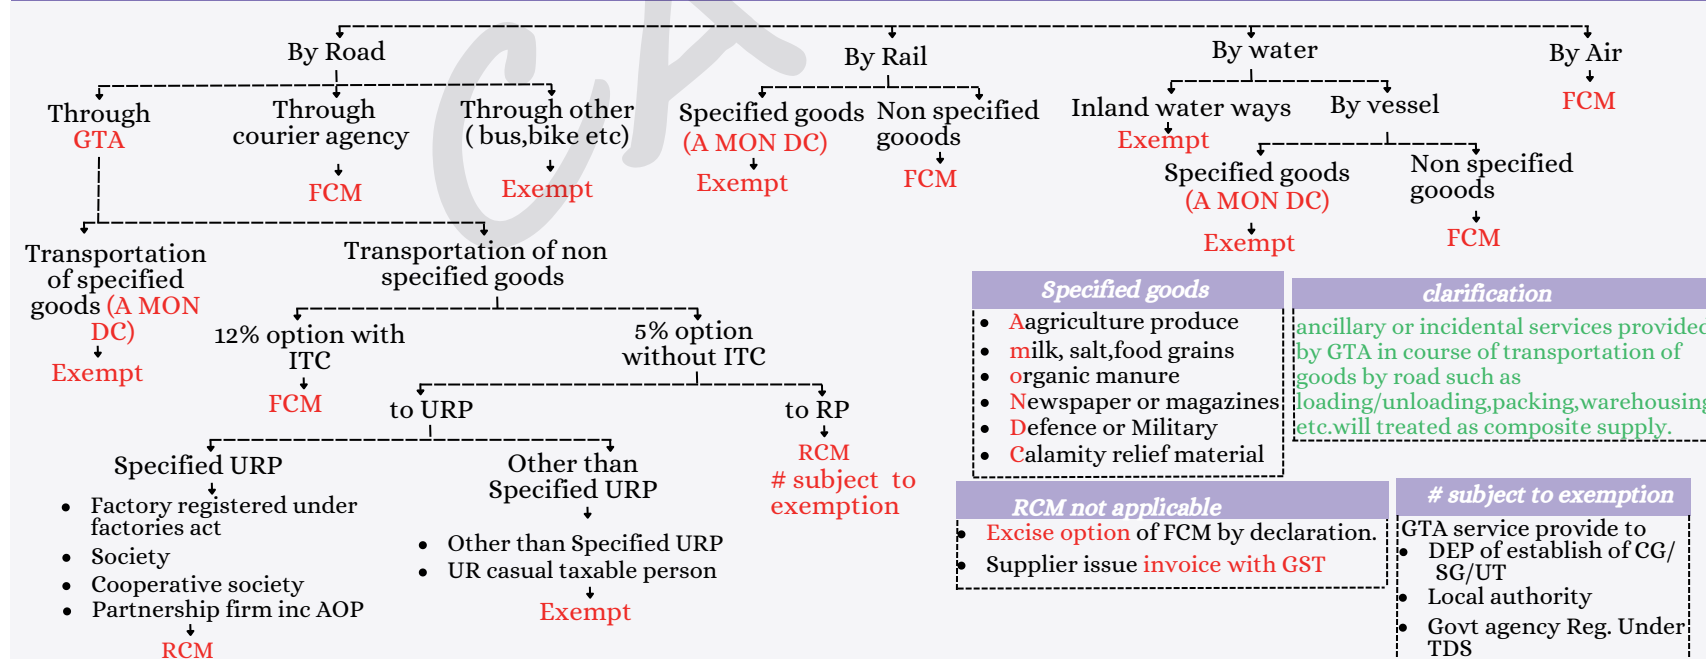 By Road
By Rail
By water
By Air
FCM
Through
GTA
Through
courier agency
FCM
Through other
( bus,bike etc)
Exempt
Specified goods
(A MON DC)
Exempt
Non specified
gooods
FCM
Inland water ways
Exempt
By vessel
Specified goods
(A MON DC)
Exempt
Non specified
gooods
FCM
Transportation
of specified
goods (A MON
DC)
Exempt
Transportation of non
specified goods
12% option with
ITC
FCM
5% option
without ITC
to URP
to RP
RCM
# subject to
exemption
Specified URP
Factory registered under
factories act
Society
Cooperative society
Partnership firm inc AOP
RCM
Other than
Specified URP
Other than Specified URP
UR casual taxable person
Exempt
Specified goods
Aagriculture produce
milk, salt,food grains
organic manure
Newspaper or magazines
Defence or Military
Calamity relief material
clarification
ancillary or incidental services provided
by GTA in course of transportation of
goods by road such as
loading/unloading,packing,warehousing
etc.will treated as composite supply.
RCM not applicable
Excise option of FCM by declaration.
Supplier issue invoice with GST
# subject to exemption
GTA service provide to
DEP of establish of CG/
SG/UT
Local authority
Govt agency Reg. Under
TDS
CA